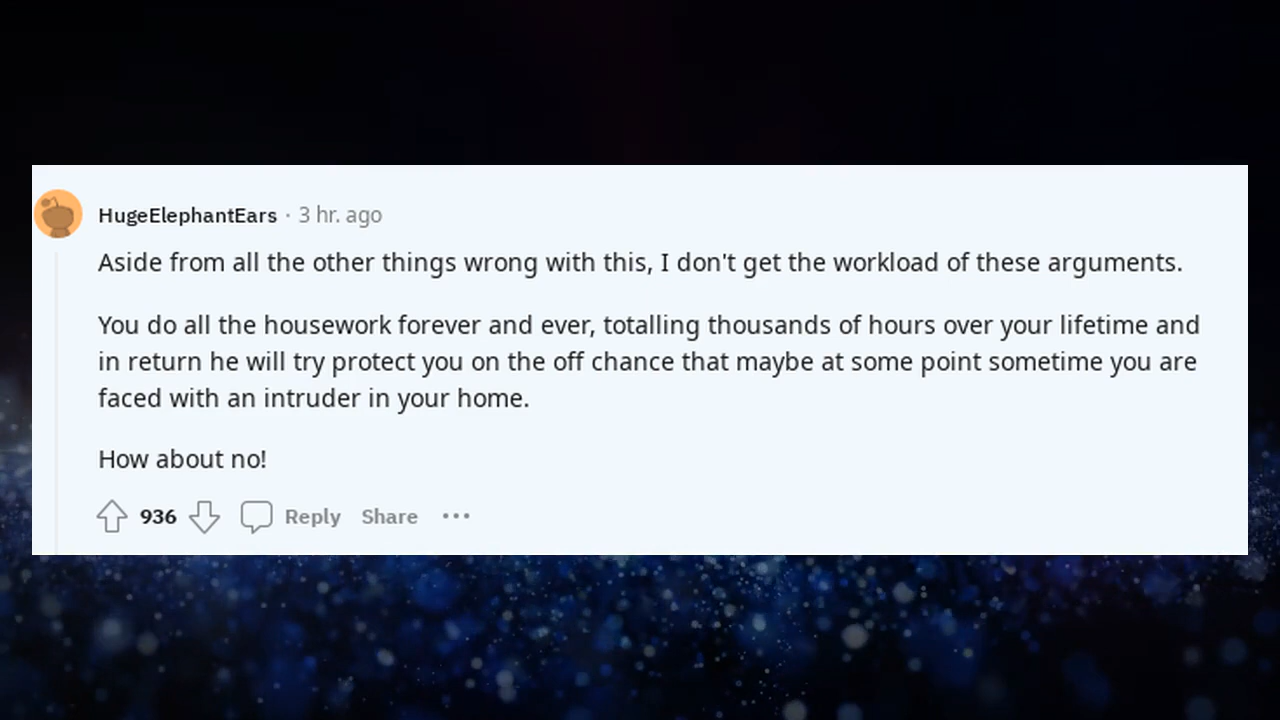 HugeElephantEars · 3 hr. ago
Aside from all the other things wrong with this, I don't get the workload of these arguments.
You do all the housework forever and ever, totalling thousands of hours over your lifetime and
in return he will try protect you on the off chance that maybe at some point sometime you are
faced with an intruder in your home.
How about no!
936 Reply Share